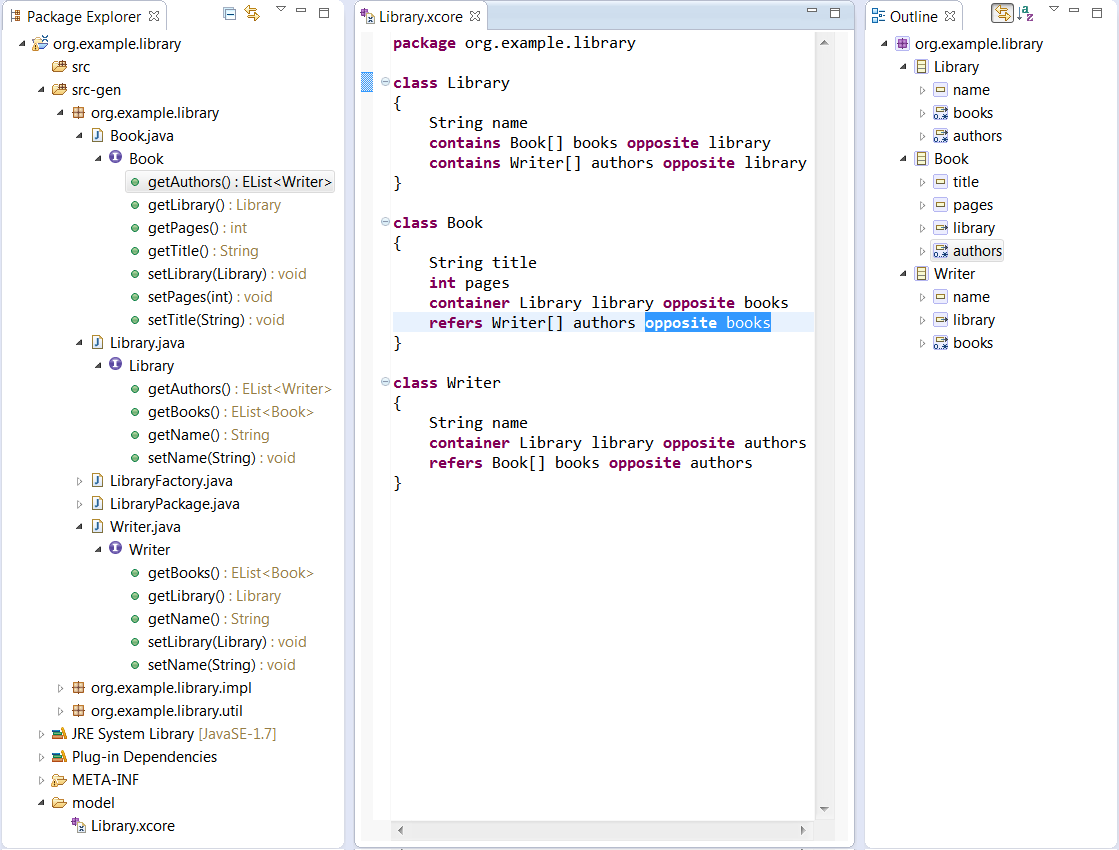 Package Explorer
org.example.library
src
src-gen
org.example.library
Book.java
Book
getAuthors() : EList<Writer>
getLibrary() : Library
getPages() : int
getTitle() : String
setLibrary(Library) : void
setPages(int) : void
setTitle(String) : void
Library.java
Library
getAuthors() : EList<Writer>
getBooks() : EList<Book>
getName() : String
setName(String) : void
LibraryFactory.java
LibraryPackage.java
Writer.java
Writer
getBooks() : EList<Book>
getLibrary() : Library
getName() : String
setLibrary(Library) : void
setName(String) : void
org.example.library.impl
org.example.library.util
JRE System Library [JavaSE-1.7]
Plug-in Dependencies
META-INF
model
Library.xcore
Library.xcore
package org.example.library
class Library
{
String name
contains Book[] books opposite library
contains Writer[] authors opposite library
}
class Book
{
String title
int pages
container Library library opposite books
refers Writer[] authors opposite books
}
class Writer
{
String name
container Library library opposite authors
refers Book[] books opposite authors
}
Outline
org.example.library
Library
name
books
authors
Book
title
pages
library
authors
Writer
name
library
books